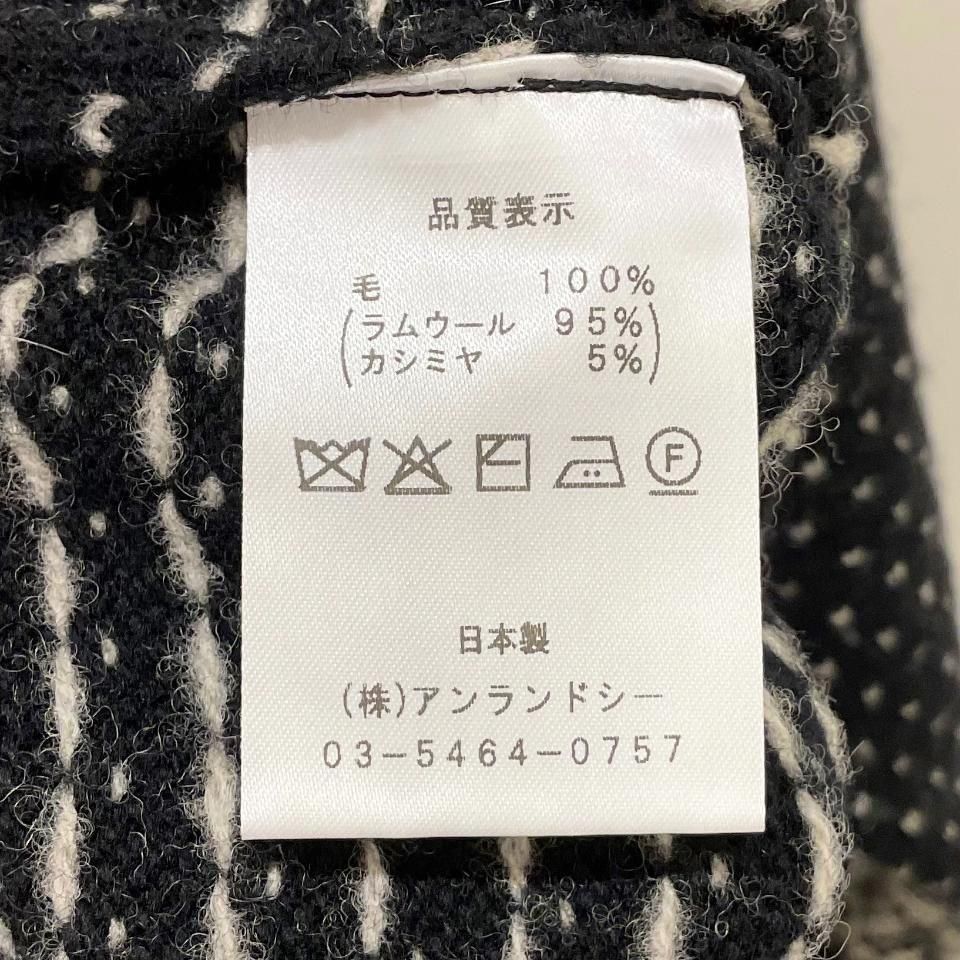 品質表示
毛 100%
(ラムウール 95%)
(カシミヤ 5%)
F
日本製
(株)アンランドシー
03-5464-0757